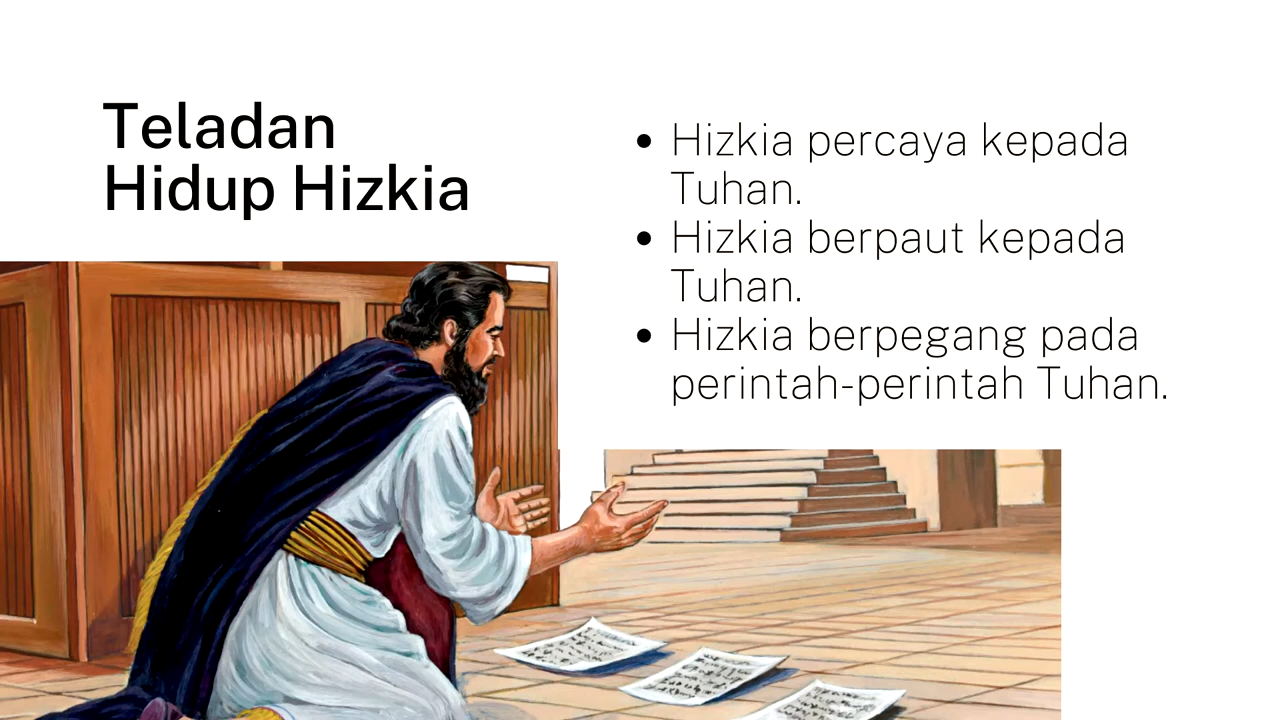 Teladan
Hidup Hizkia
• Hizkia percaya kepada
Tuhan.
• Hizkia berpaut kepada
Tuhan.
• Hizkia berpegang pada
perintah-perintah Tuhan.